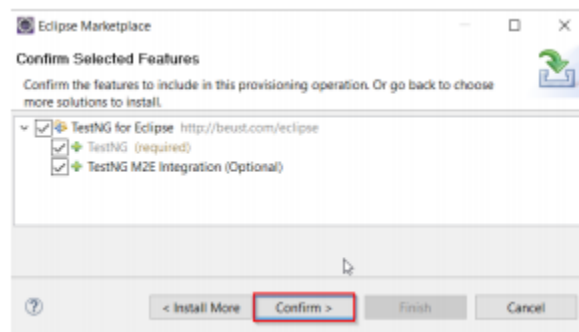 Eclipse Marketplace
Confirm Selected Features
Confirm the features to include in this provisioning operation. Or go back to choose
more solutions to install.
TestNG for Eclipse http://beust.com/eclipse
TestNG (required)
TestNG M2E Integration (Optional)
< Install More Confirm > Finish Cancel